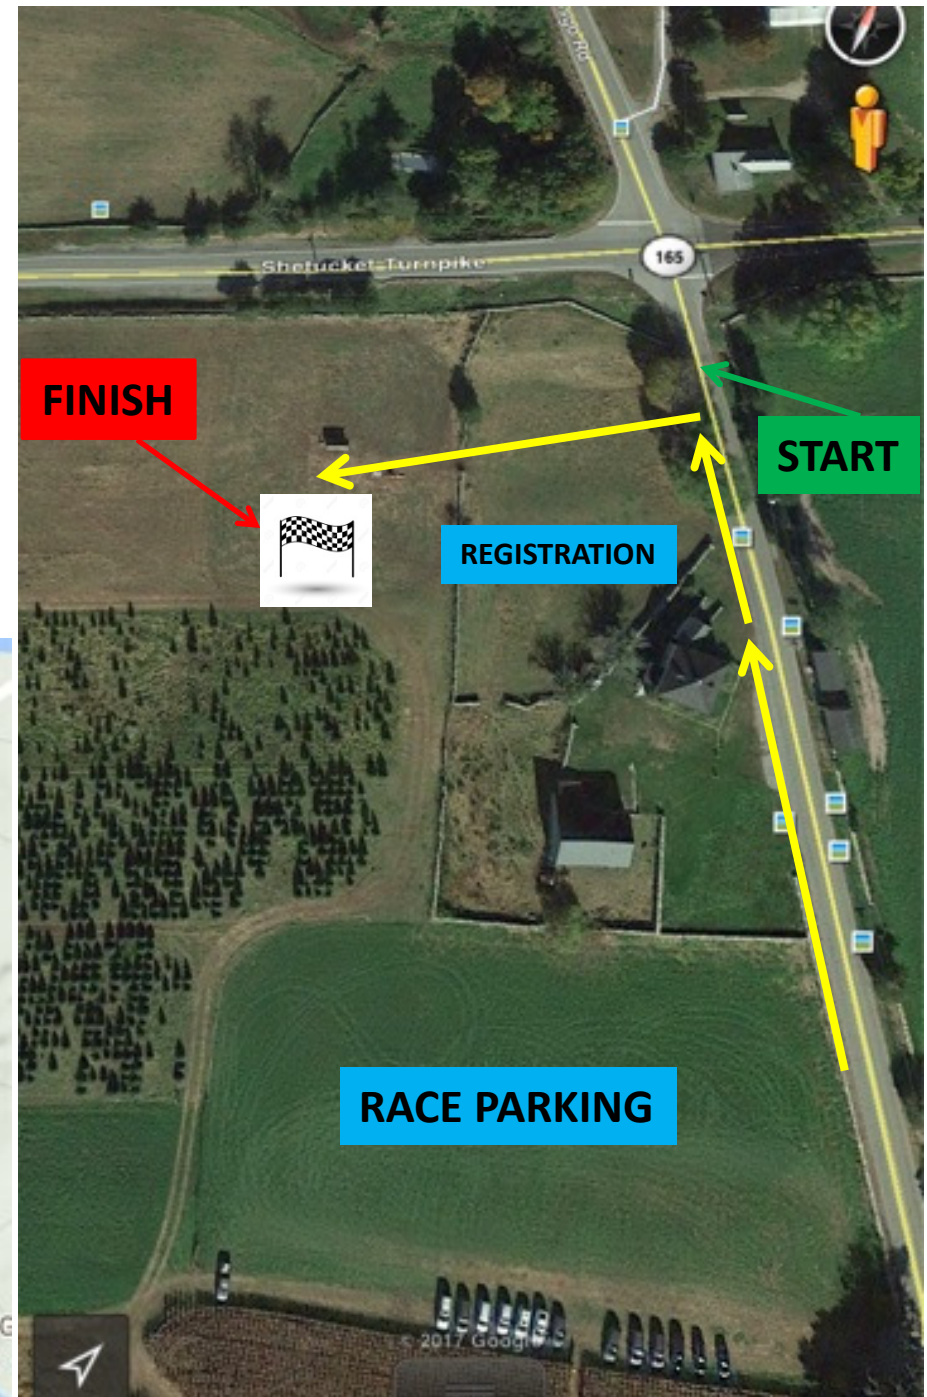 Shetucket Turnpike
165
FINISH
START
REGISTRATION
RACE PARKING
© 2017 Google